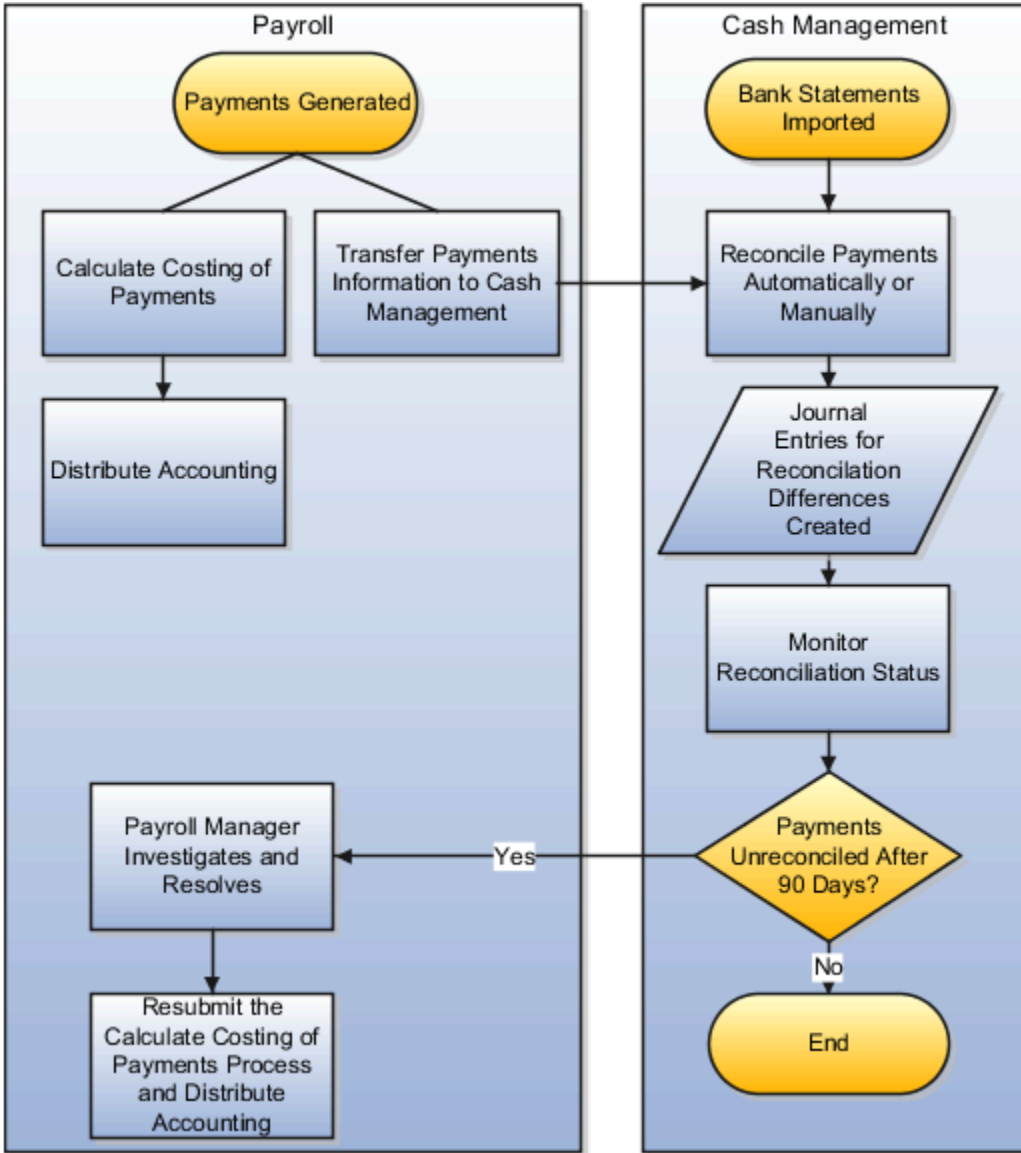 Payroll
Payments Generated
Calculate Costing of
Payments
Transfer Payments
Information to Cash
Management
Distribute Accounting
Payroll Manager
Investigates and
Resolves
Resubmit the
Calculate Costing of
Payments Process
and Distribute
Accounting
Cash Management
Bank Statements
Imported
Reconcile Payments
Automatically or
Manually
Journal
Entries for
Reconcilation
Differences
Created
Monitor
Reconciliation Status
Payments
Unreconciled After
90 Days?
Yes
No
End